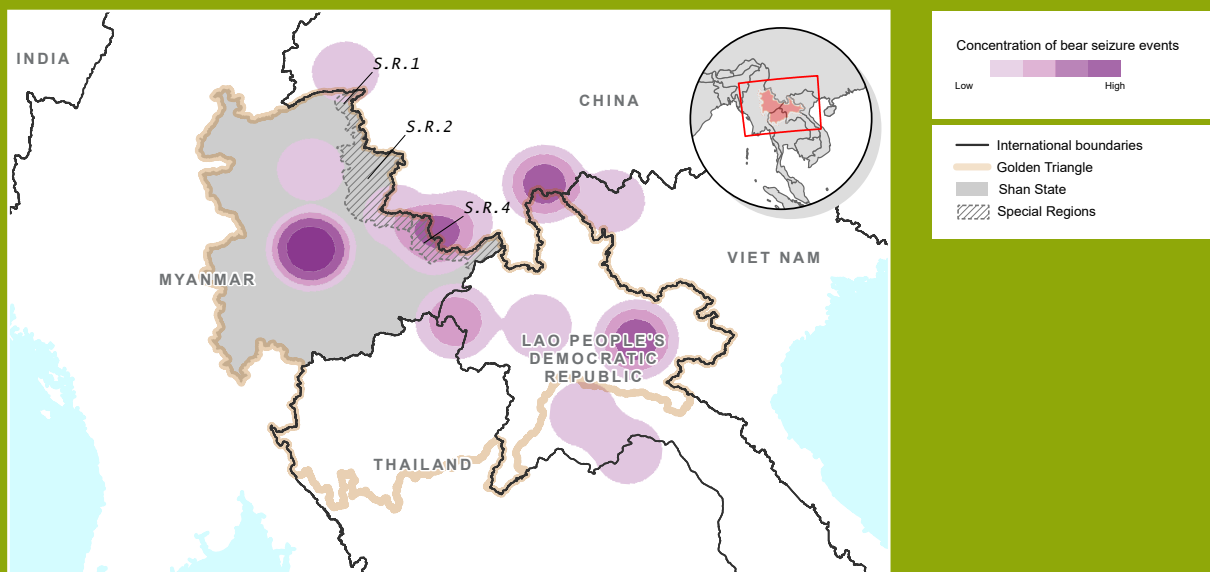 INDIA
S.R.1
CHINA
S.R.2
S.R.4
VIET NAM
MYANMAR
LAO PEOPLE'S
DEMOCRATIC
REPUBLIC
THAILAND
Concentration of bear seizure events
Low
High
International boundaries
Golden Triangle
Shan State
Special Regions